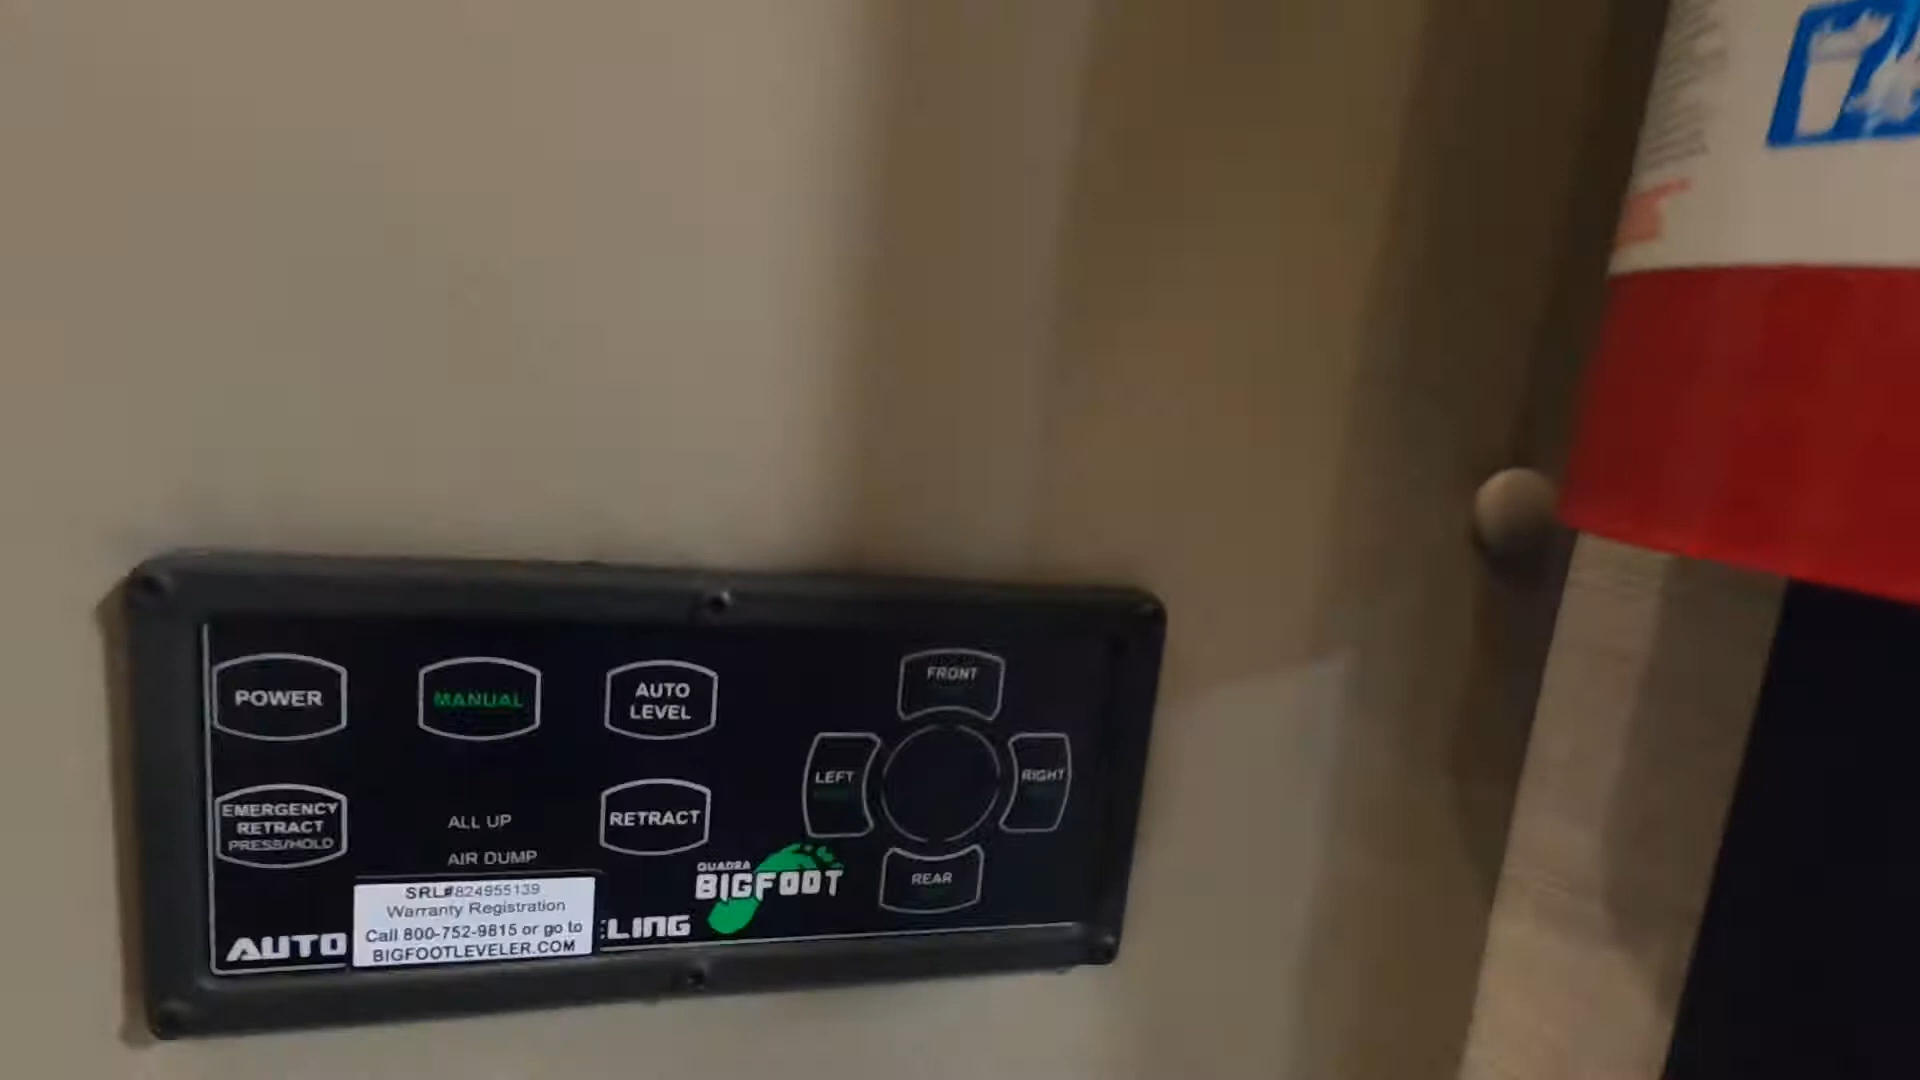 POWER
MANUAL
AUTO
LEVEL
FRONT
LEFT
RIGHT
REAR
EMERGENCY
RETRACT
PRESS/HOLD
ALL UP
AIR DUMP
RETRACT
QUADRA
BIGFOOT
SRL#824955139
Warranty Registration
Call 800-752-9815 or go to
BIGFOOTLEVELER.COM
AUTO ELING